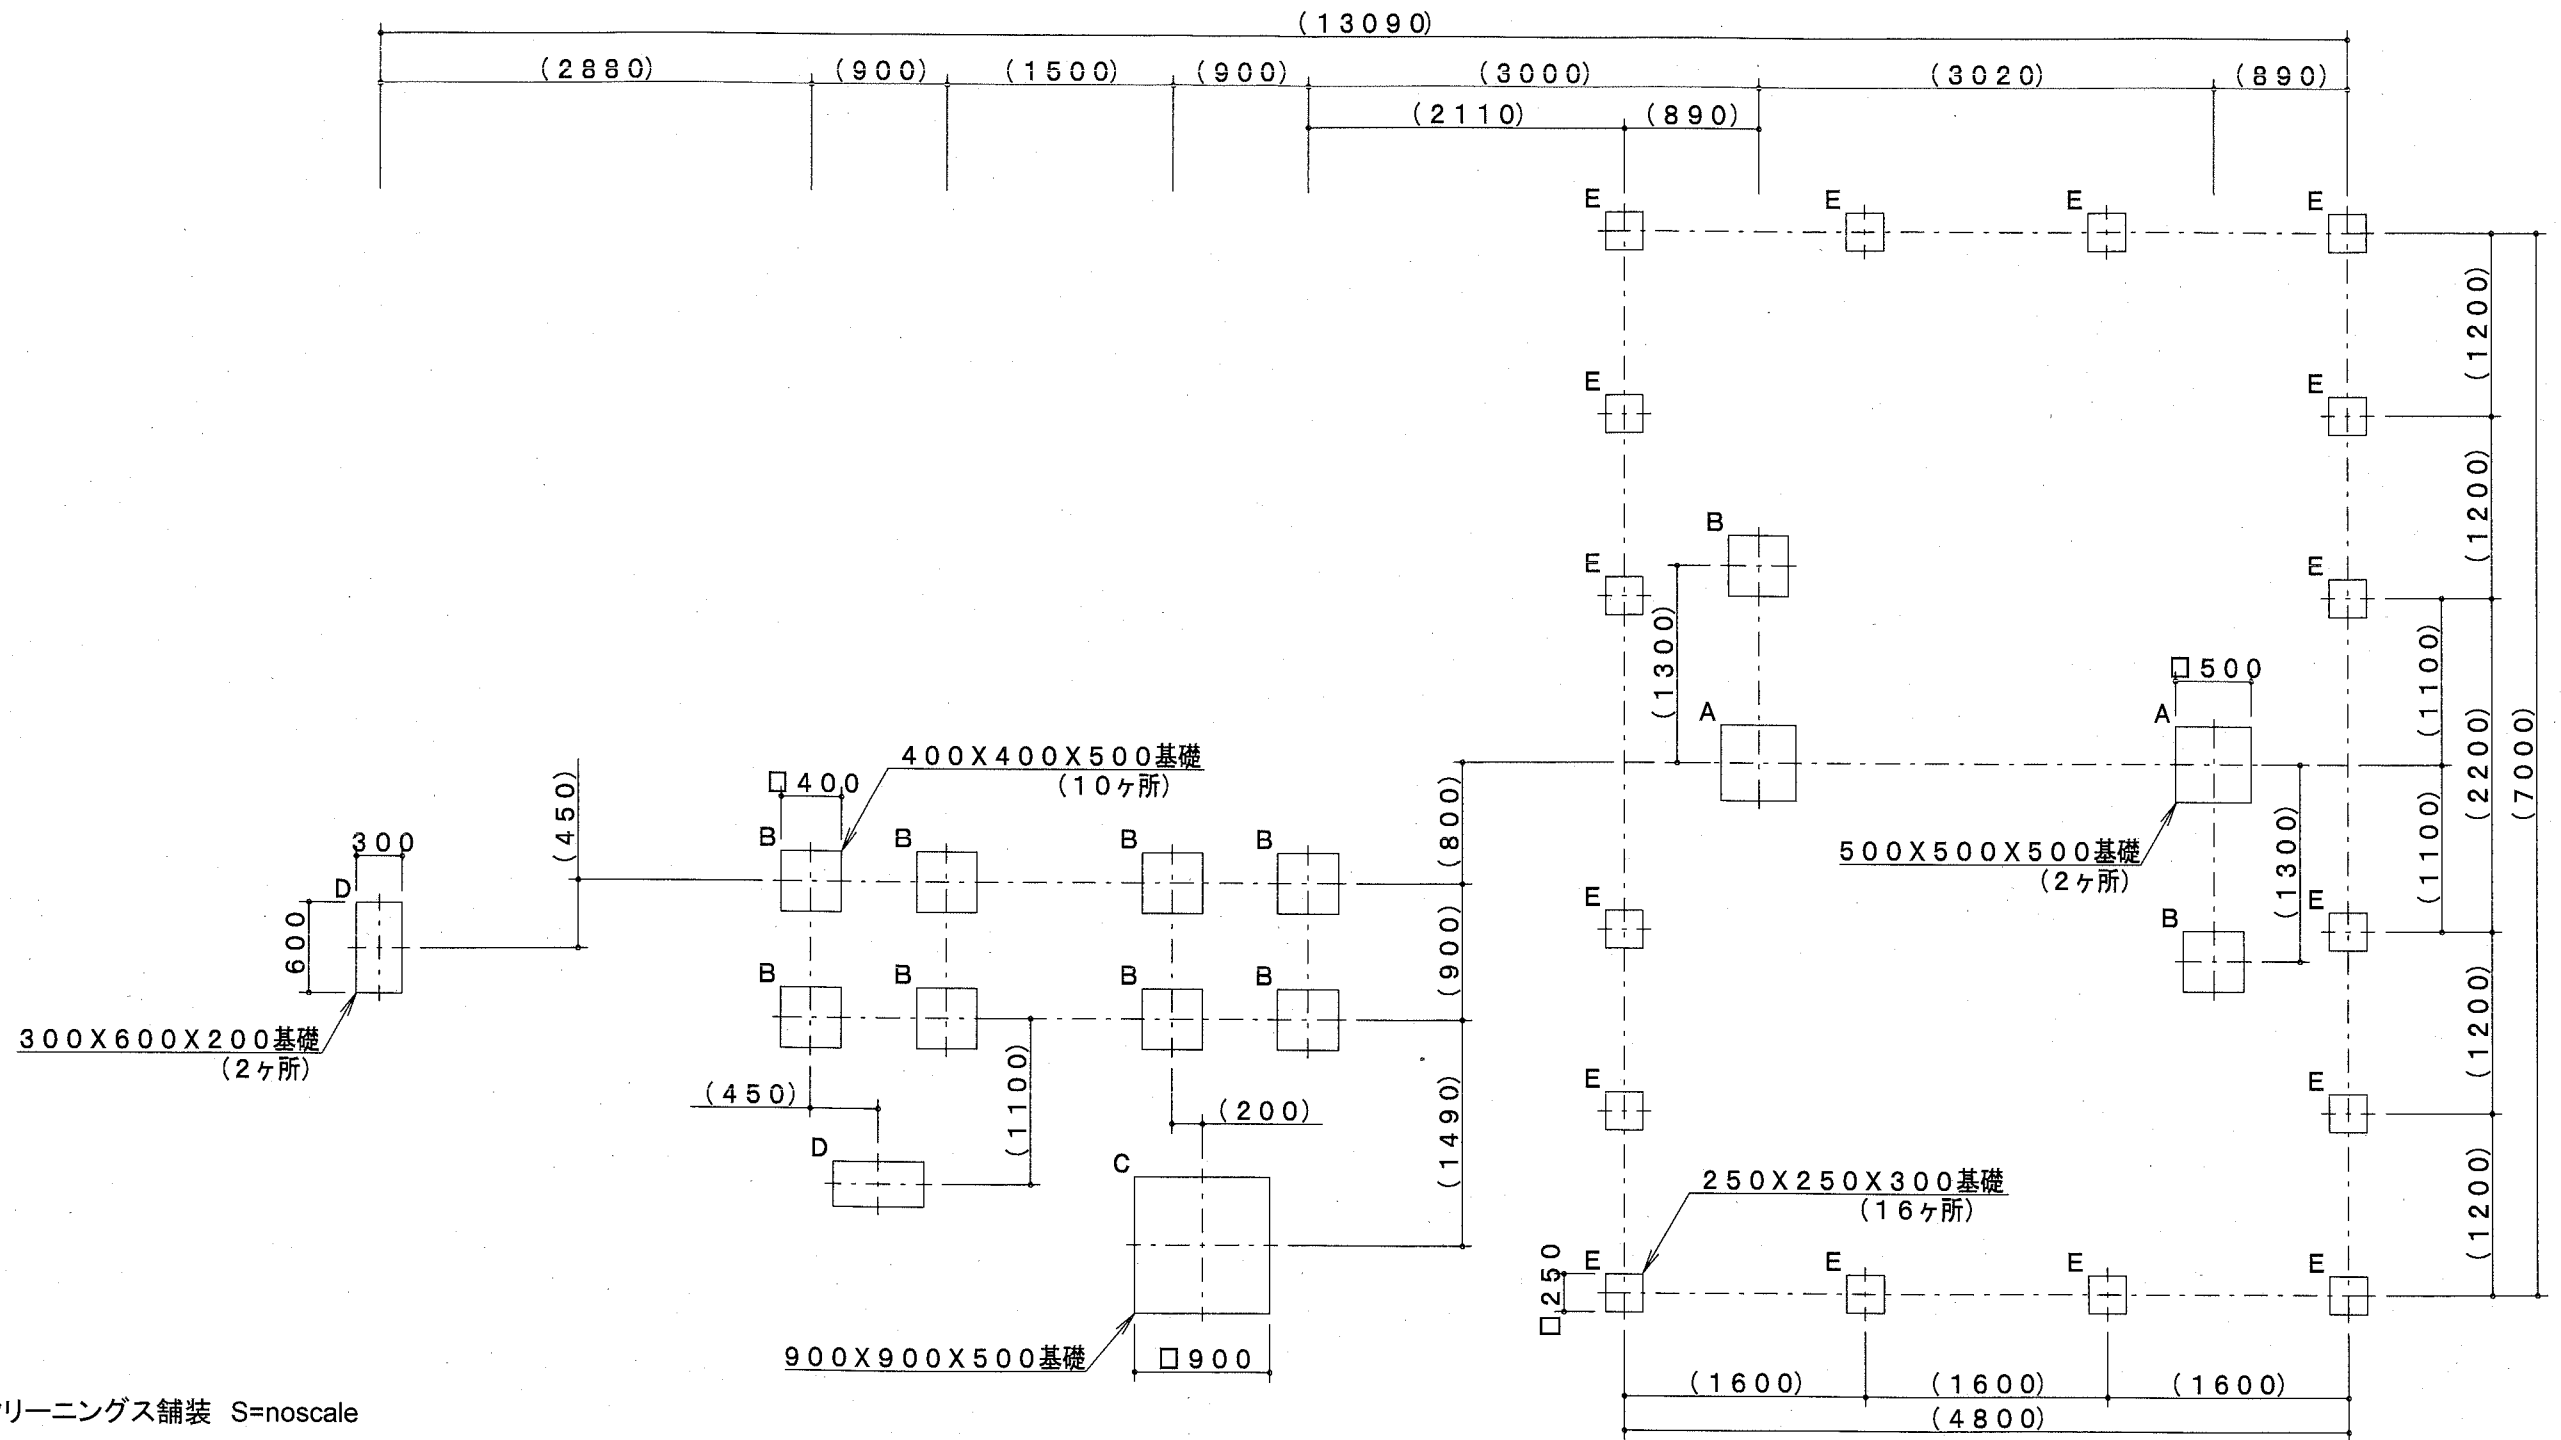 (13090)
(2880) (900) (1500) (900) (3000) (3020) (890)
(2110) (890)
E E E E
(1200)
E E
(1200)
B
E E
(1300)
(1100)
□500
A A
(2200)
(7000)
400X400X500基礎
(10ヶ所)
□400
(450)
(800)
500X500X500基礎
(2ヶ所)
(1300)
(1100)
300
D
600
B B B B
E E
B
(900)
B B B B
300X600X200基礎
(2ヶ所)
(1200)
(450)
(1100)
(200)
(1490)
E E
D
C
250X250X300基礎
(16ヶ所)
(1200)
□250
E E E E
900X900X500基礎
□900
(1600) (1600) (1600)
(4800)
リーニングス舗装 S=noscale